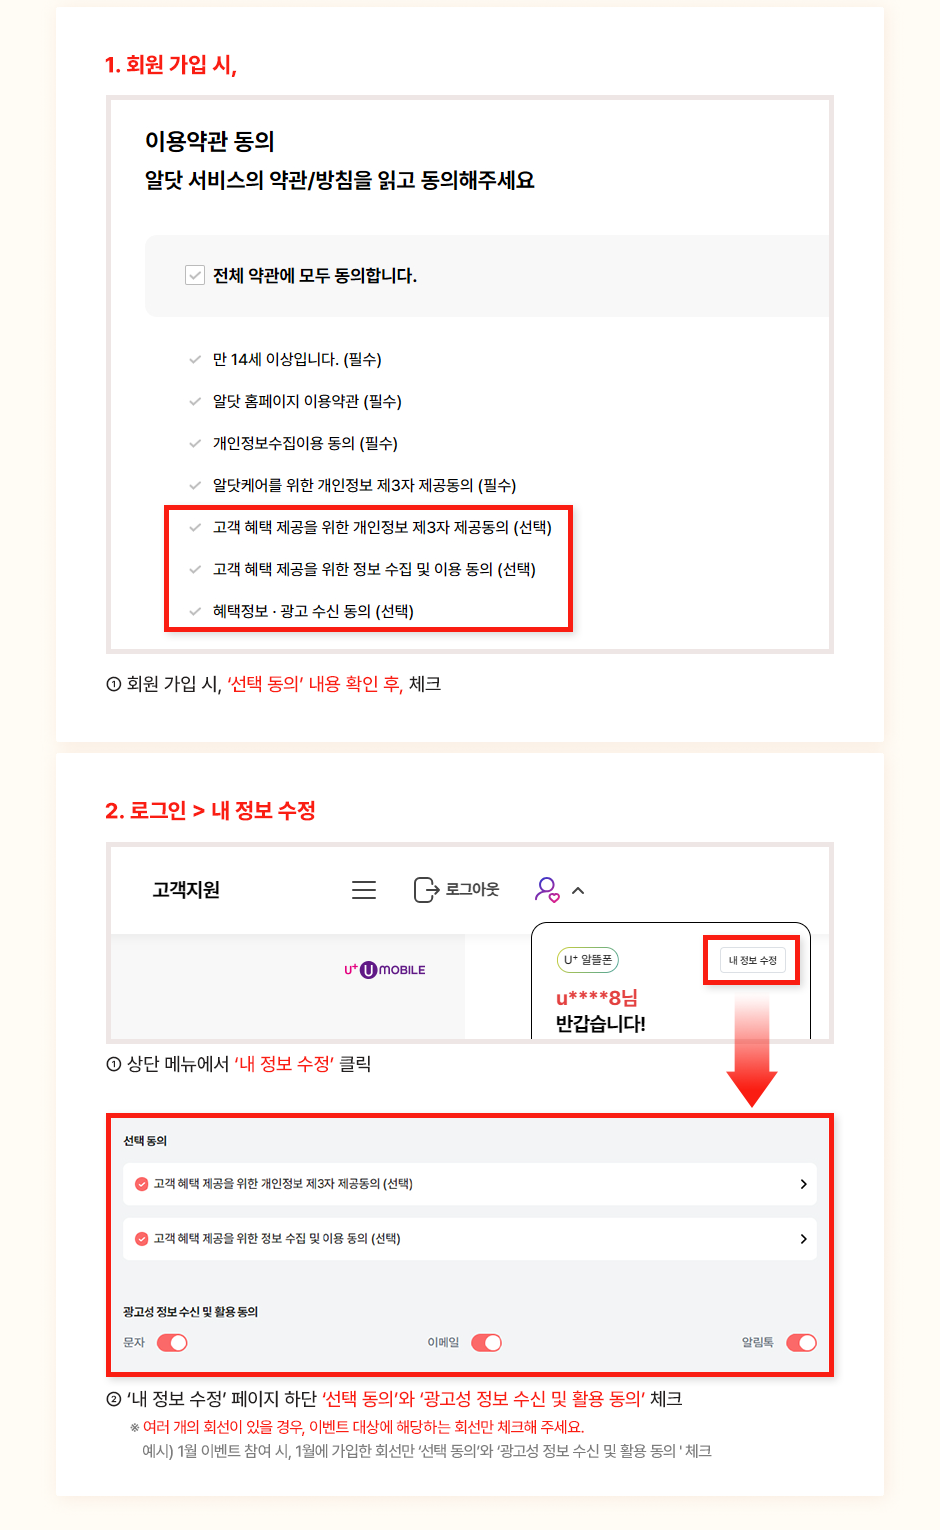 1. 회원 가입 시,
이용약관 동의
알닷 서비스의 약관/방침을 읽고 동의해주세요
전체 약관에 모두 동의합니다.
만 14세 이상입니다. (필수)
알닷 홈페이지 이용약관 (필수)
개인정보수집이용 동의 (필수)
알닷케어를 위한 개인정보 제3자 제공동의 (필수)
고객 혜택 제공을 위한 개인정보 제3자 제공동의 (선택)
고객 혜택 제공을 위한 정보 수집 및 이용 동의 (선택)
혜택정보 · 광고 수신 동의 (선택)
① 회원 가입 시, ‘선택 동의’ 내용 확인 후, 체크
2. 로그인 > 내 정보 수정
고객지원
로그아웃
U⁺ U MOBILE
U⁺ 알뜰폰
내 정보 수정
u****8님
반갑습니다!
① 상단 메뉴에서 ‘내 정보 수정’ 클릭
선택 동의
고객 혜택 제공을 위한 개인정보 제3자 제공동의 (선택)
고객 혜택 제공을 위한 정보 수집 및 이용 동의 (선택)
광고성 정보 수신 및 활용 동의
문자 이메일 알림톡
② ‘내 정보 수정’ 페이지 하단 ‘선택 동의’와 ‘광고성 정보 수신 및 활용 동의’ 체크
※ 여러 개의 회선이 있을 경우, 이벤트 대상에 해당하는 회선만 체크해 주세요.
예시) 1월 이벤트 참여 시, 1월에 가입한 회선만 ‘선택 동의’와 ‘광고성 정보 수신 및 활용 동의 ' 체크